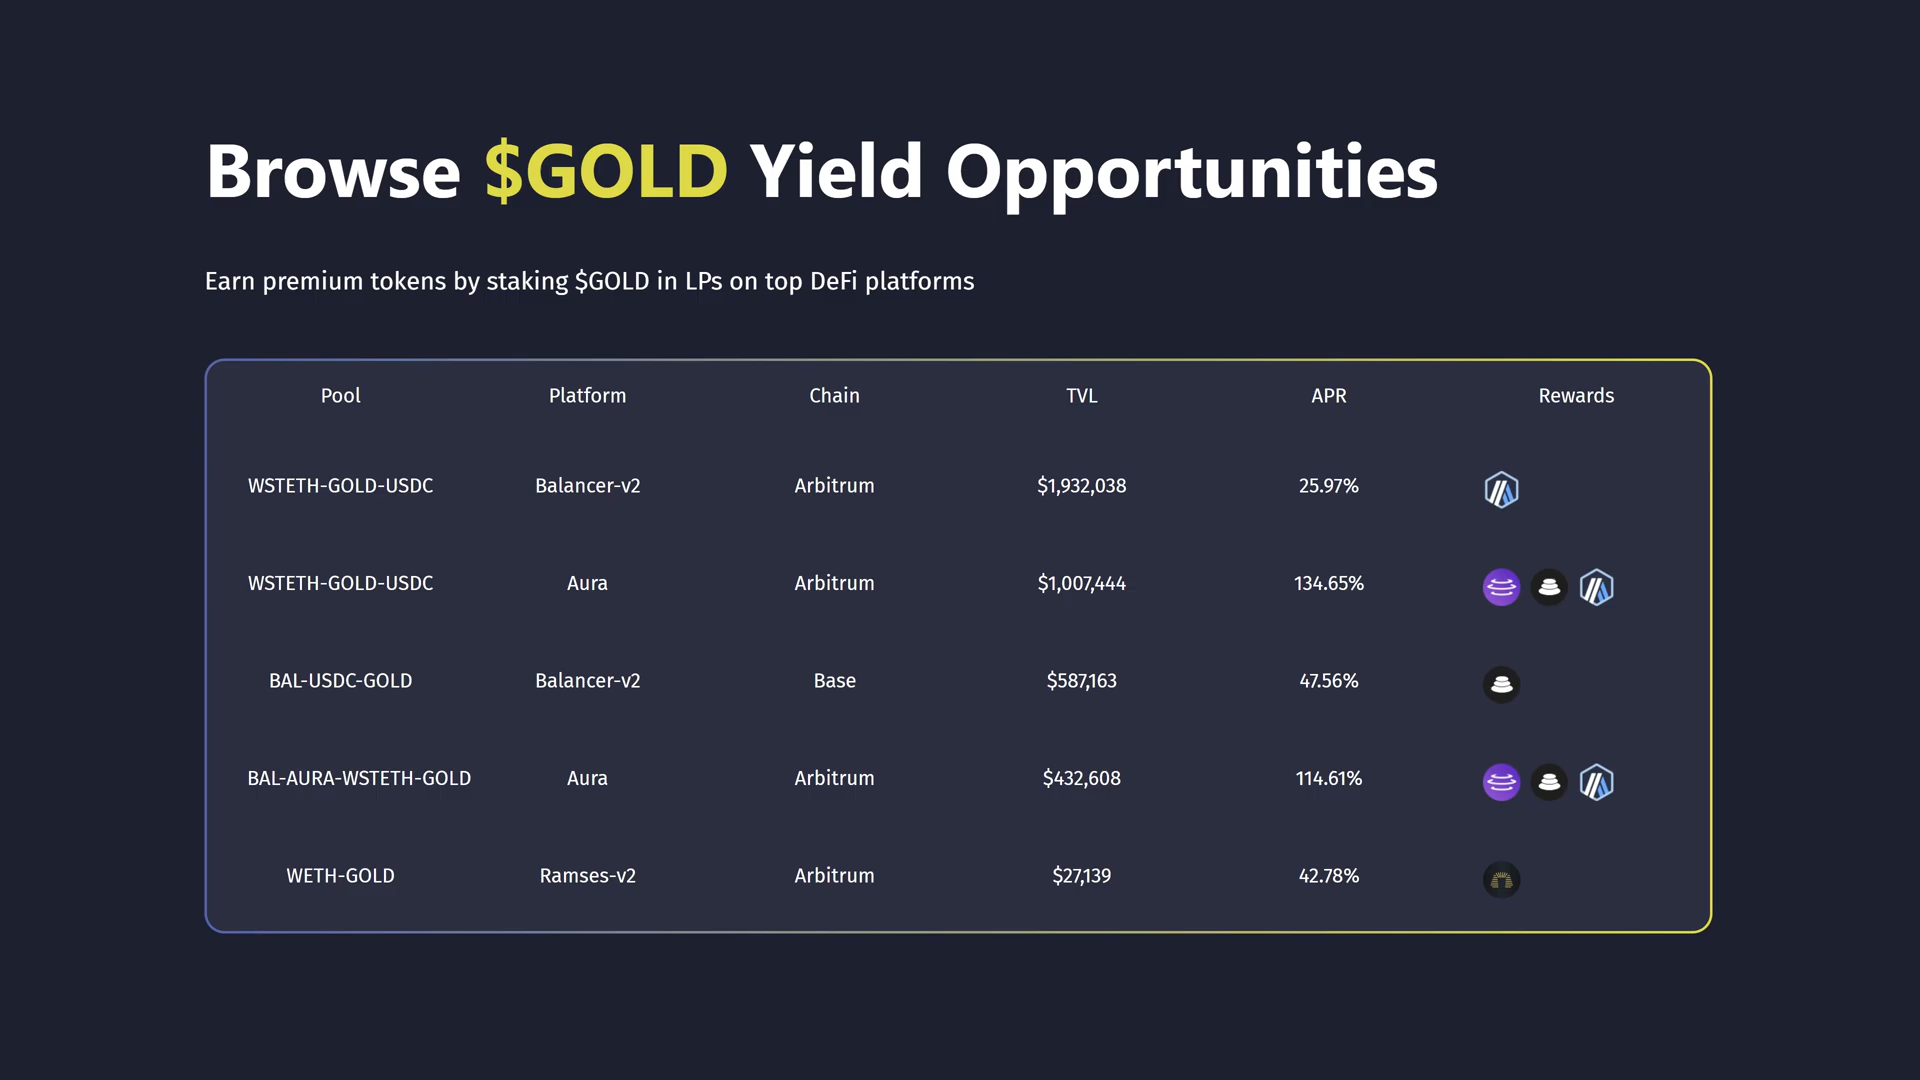 Browse $GOLD Yield Opportunities
Earn premium tokens by staking $GOLD in LPs on top DeFi platforms
Pool Platform Chain TVL APR Rewards
WSTETH-GOLD-USDC Balancer-v2 Arbitrum $1,932,038 25.97%
WSTETH-GOLD-USDC Aura Arbitrum $1,007,444 134.65%
BAL-USDC-GOLD Balancer-v2 Base $587,163 47.56%
BAL-AURA-WSTETH-GOLD Aura Arbitrum $432,608 114.61%
WETH-GOLD Ramses-v2 Arbitrum $27,139 42.78%